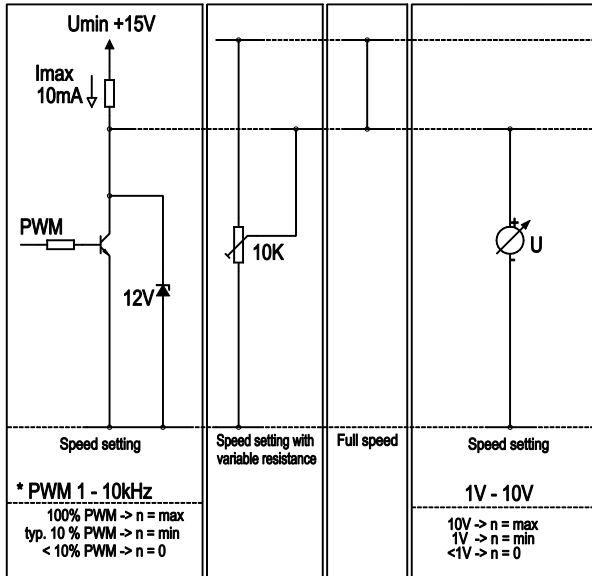 Umin +15V
Imax
10mA
PWM
12V
Speed setting
* PWM 1 - 10kHz
100% PWM -> n = max
typ. 10 % PWM -> n = min
< 10% PWM -> n = 0
10K
Speed setting with
variable resistance
Full speed
+
U
-
Speed setting
1V - 10V
10V -> n = max
1V -> n = min
<1V -> n = 0